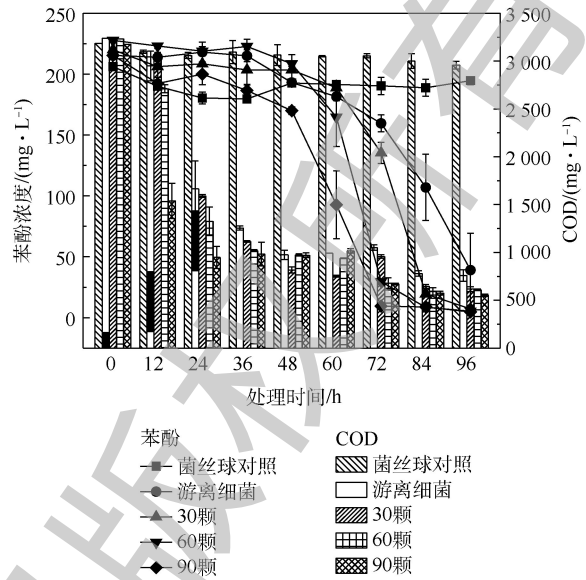 250
200
150
100
50
0
苯酚浓度/(mg·L⁻¹)
3 500
3 000
2 500
2 000
1 500
1 000
500
0
COD/(mg·L⁻¹)
0 12 24 36 48 60 72 84 96
处理时间/h
苯酚
菌丝球对照
游离细菌
30颗
60颗
90颗
COD
菌丝球对照
游离细菌
30颗
60颗
90颗
版权所有